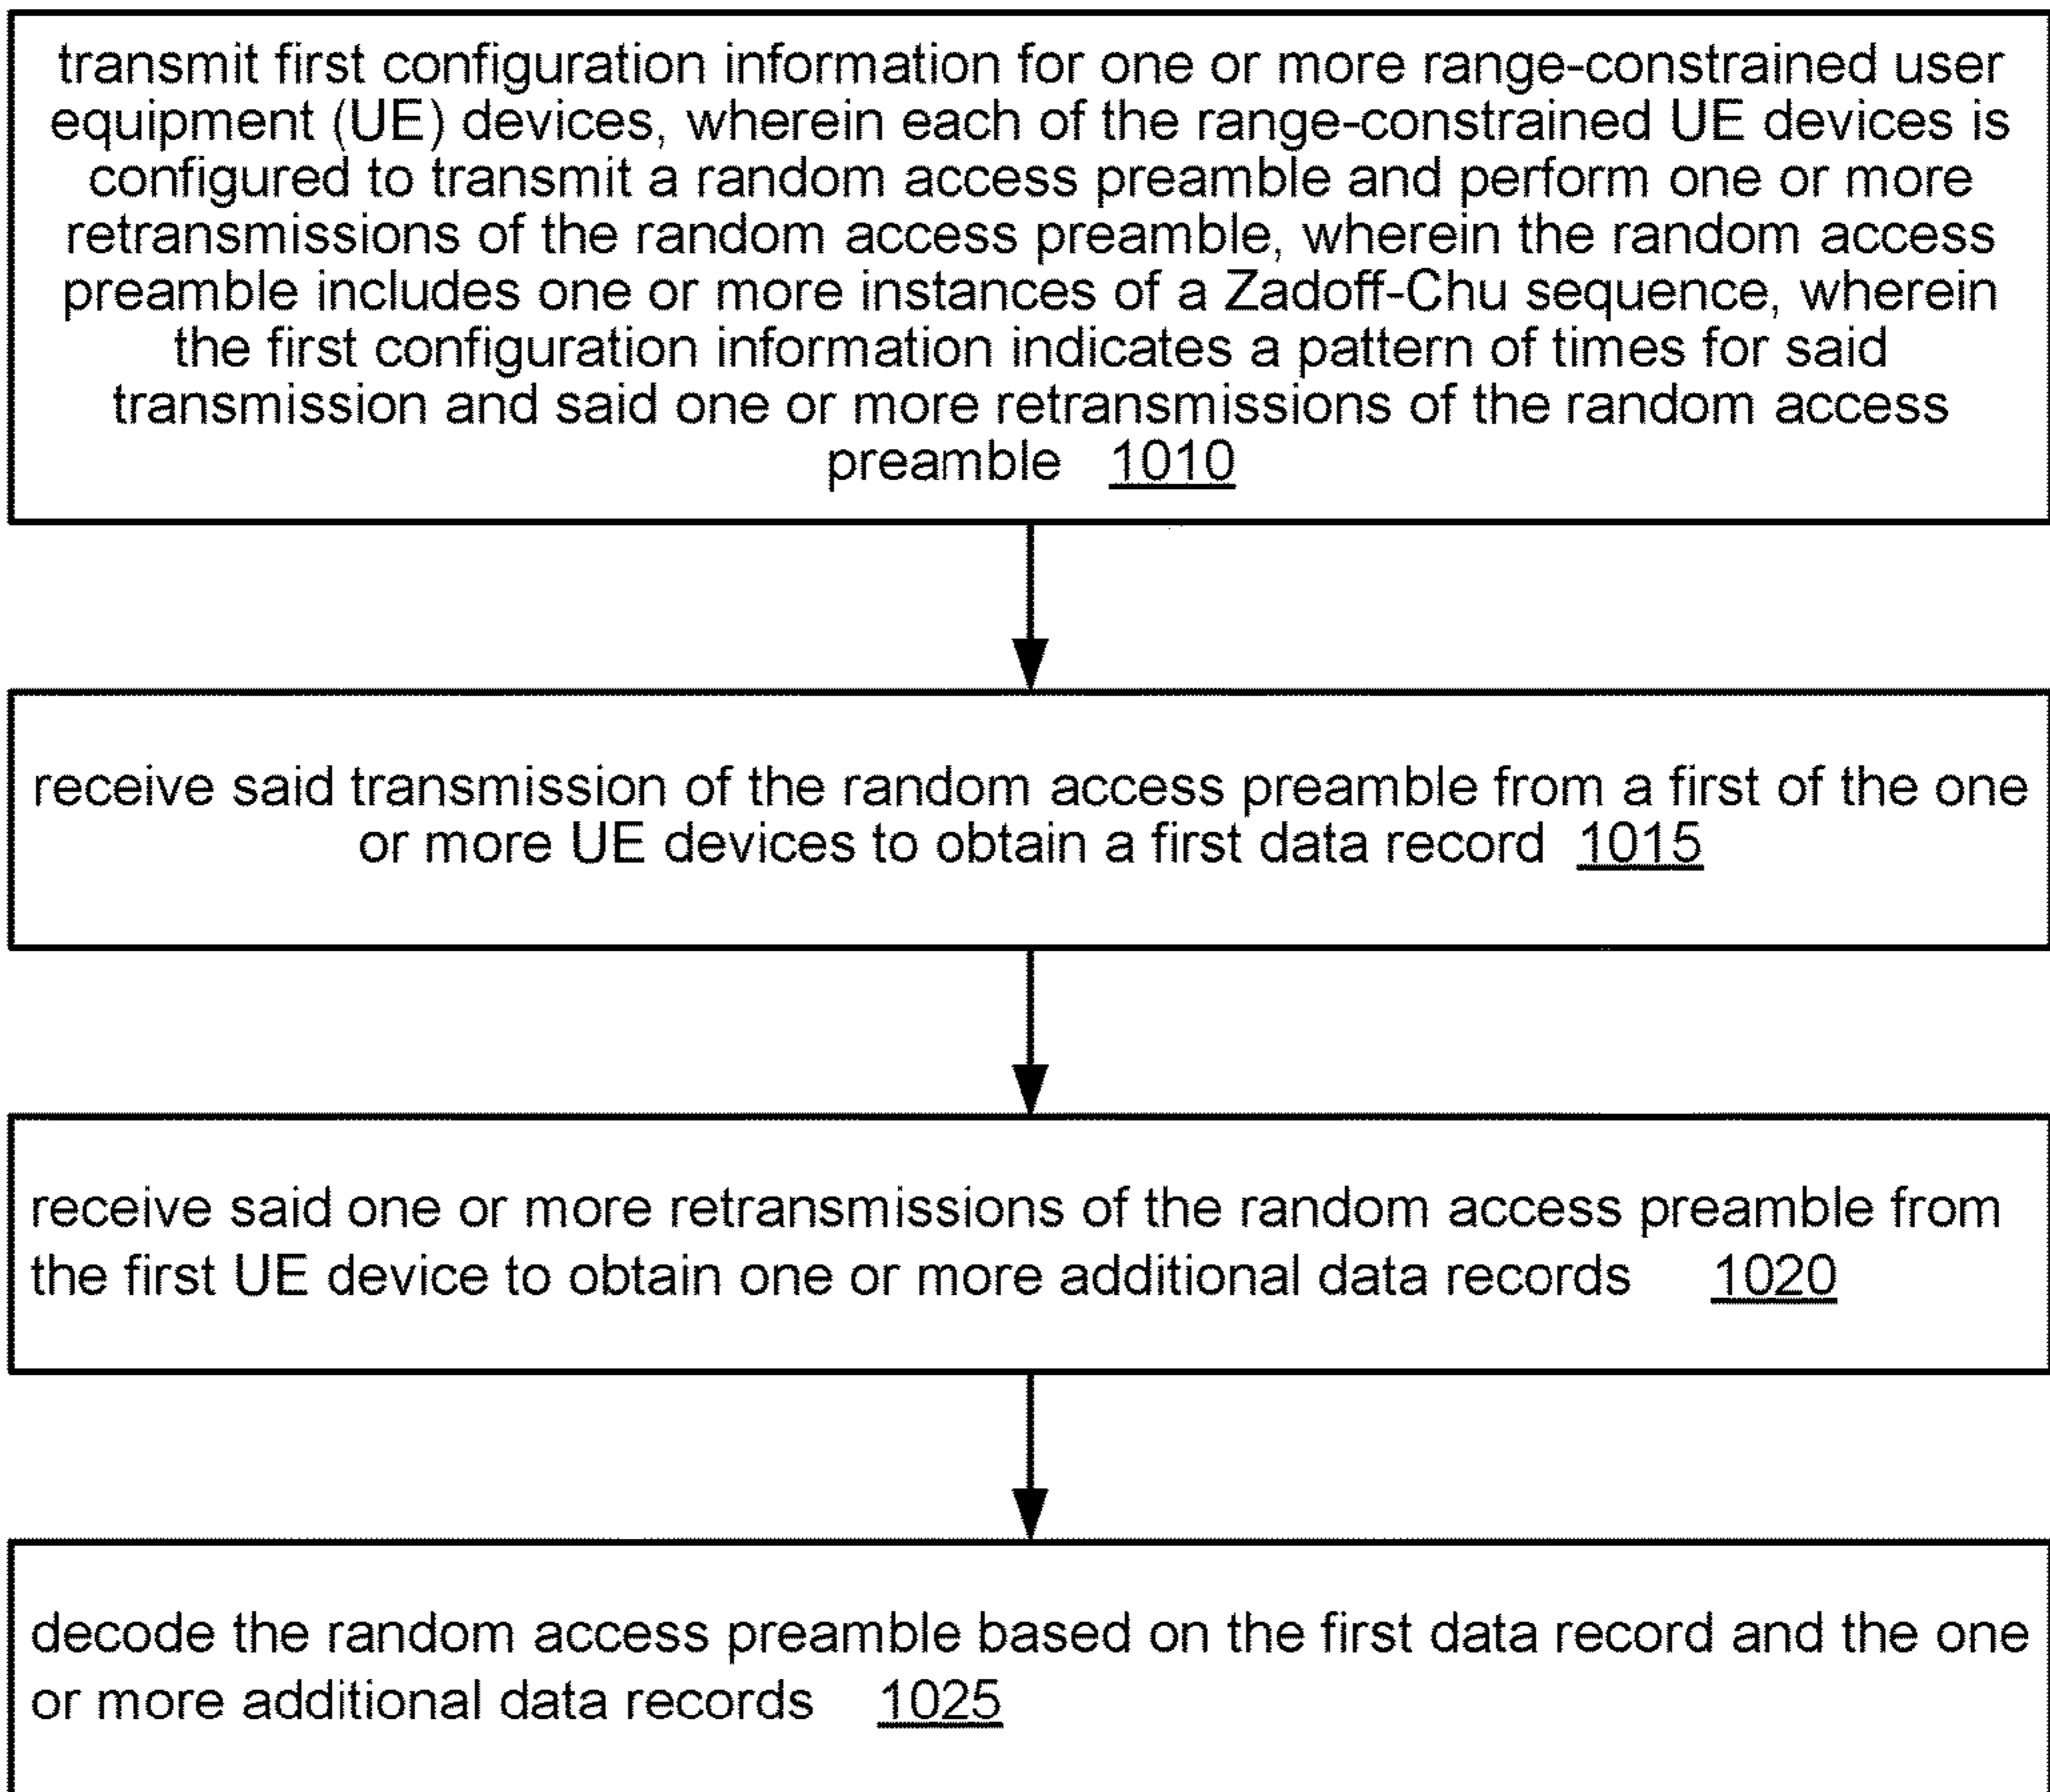 transmit first configuration information for one or more range-constrained user
equipment (UE) devices, wherein each of the range-constrained UE devices is
configured to transmit a random access preamble and perform one or more
retransmissions of the random access preamble, wherein the random access
preamble includes one or more instances of a Zadoff-Chu sequence, wherein
the first configuration information indicates a pattern of times for said
transmission and said one or more retransmissions of the random access
preamble 1010
receive said transmission of the random access preamble from a first of the one
or more UE devices to obtain a first data record 1015
receive said one or more retransmissions of the random access preamble from
the first UE device to obtain one or more additional data records 1020
decode the random access preamble based on the first data record and the one
or more additional data records 1025